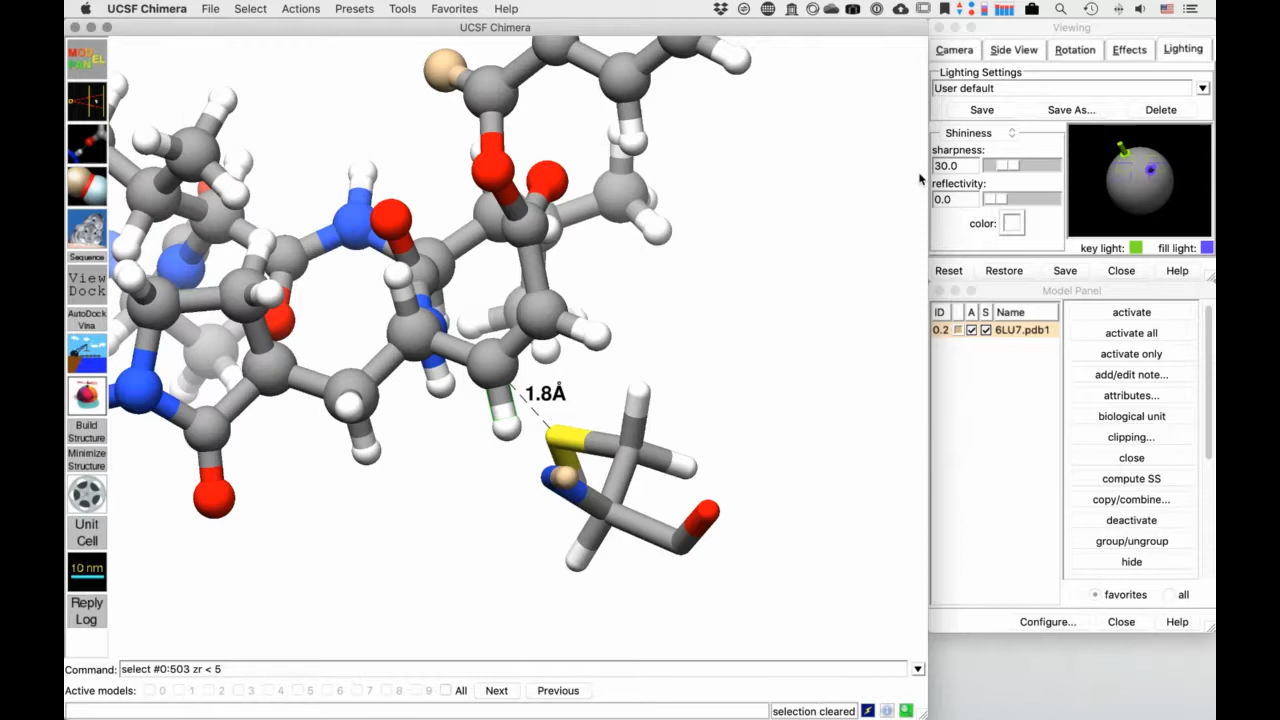 UCSF Chimera File Select Actions Presets Tools Favorites Help
UCSF Chimera
Viewing
Camera Side View Rotation Effects Lighting
Lighting Settings
User default
Save Save As... Delete
Shininess
sharpness:
30.0
reflectivity:
0.0
color:
key light: fill light:
Reset Restore Save Close Help
Model Panel
ID A S Name
0.2 6LU7.pdb1
activate
activate all
activate only
add/edit note...
attributes...
biological unit
clipping...
close
compute SS
copy/combine...
deactivate
group/ungroup
hide
favorites all
Configure... Close Help
Sequence
View
Dock
AutoDock
Vina
Build
Structure
Minimize
Structure
Unit
Cell
10 nm
Reply
Log
1.8Å
Command: select #0:503 zr < 5
Active models: 0 1 2 3 4 5 6 7 8 9 All Next Previous
selection cleared